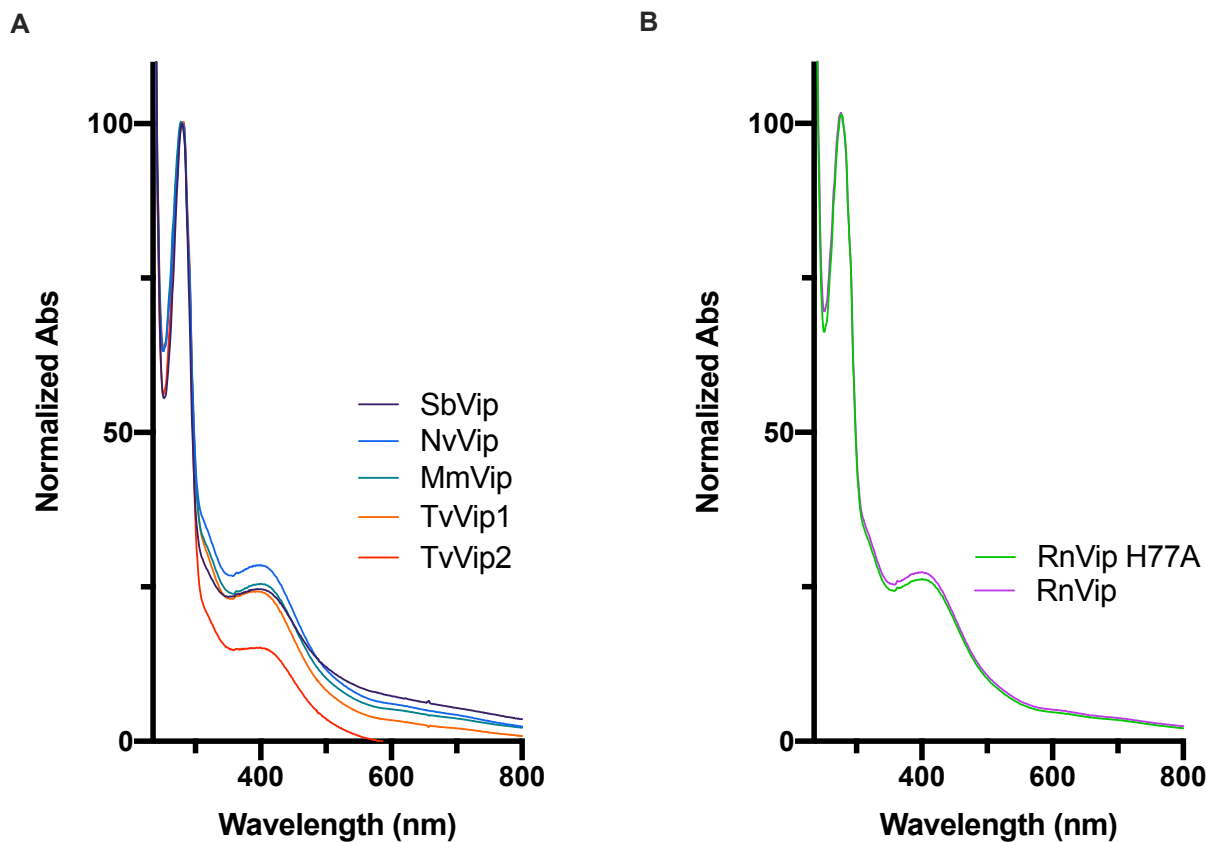 A
Normalized Abs
100
50
0
400
600
800
Wavelength (nm)
SbVip
NvVip
MmVip
TvVip1
TvVip2
B
Normalized Abs
100
50
0
400
600
800
Wavelength (nm)
RnVip H77A
RnVip